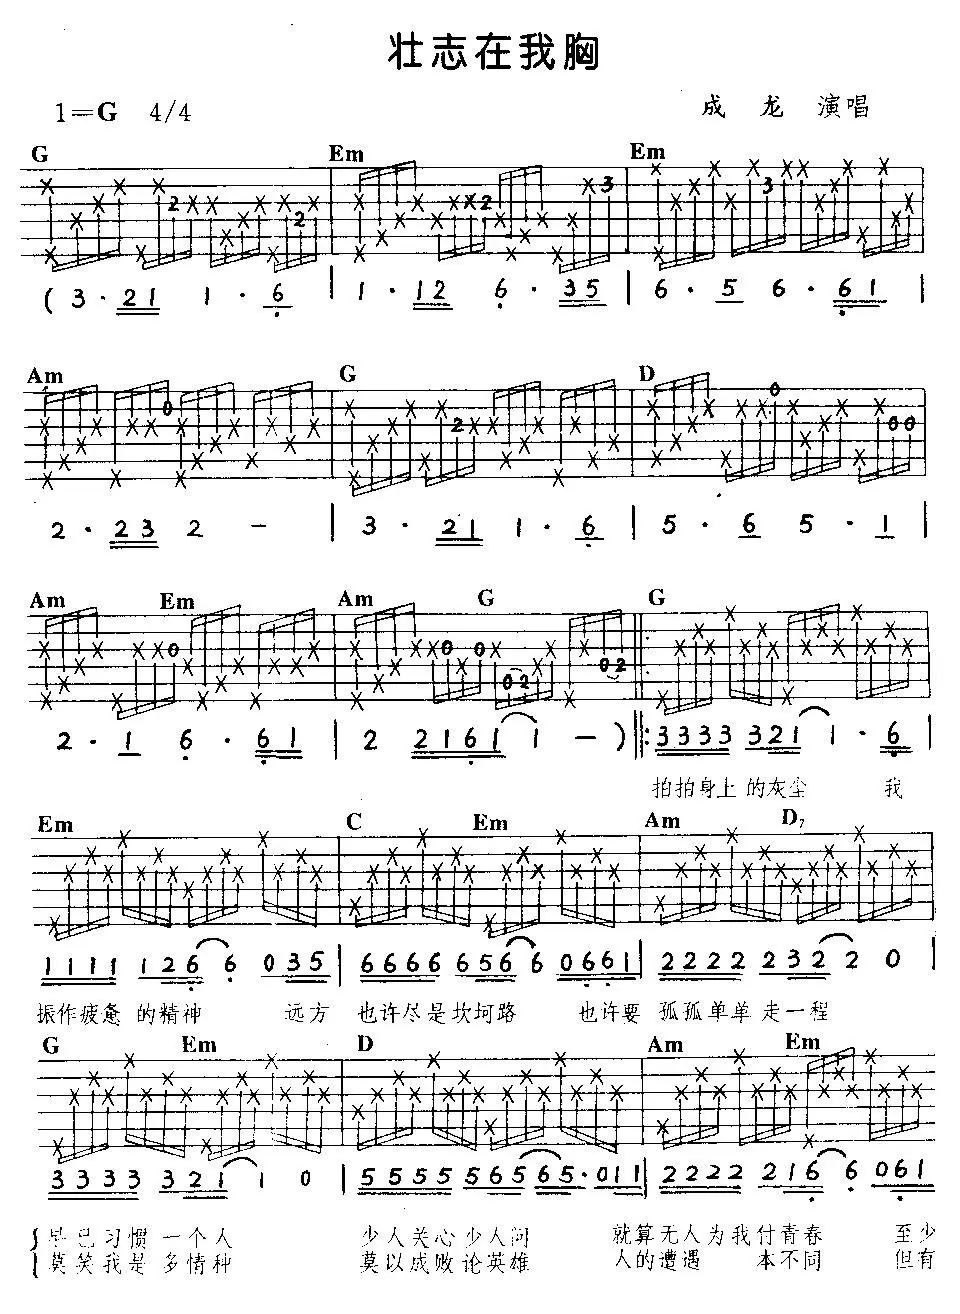 壮志在我胸
1=G 4/4
成龙 演唱
G Em Em
(3·21 1·6 | 1·12 6·35 | 6·5 6·61 |
Am G D
2·23 2 - | 3·21 1·6 | 5·6 5·1 |
Am Em Am G G
2·1 6·61 | 2 2161 1 -) |: 3333 321 1·6 |
拍拍身上的灰尘 我
Em C Em Am D7
1111 126 6 035 | 6666 656 6 0661 | 2222 232 2 0 |
振作疲惫的精神 远方 也许尽是坎坷路 也许要 孤孤单单走一程
G Em D Am Em
3333 321 1 0 | 5555 565 65·011 | 2222 216 6 061 |
早已习惯一个人 少人关心少人问 就算无人为我付青春 至少
莫笑我是多情种 莫以成败论英雄 人的遭遇 本不同 但有